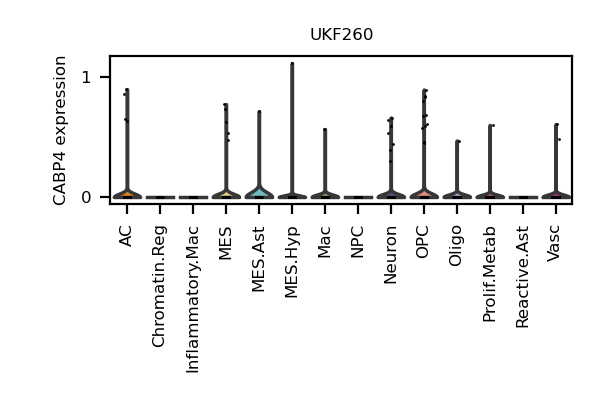 UKF260
CABP4 expression
1
0
AC
Chromatin.Reg
Inflammatory.Mac
MES
MES.Ast
MES.Hyp
Mac
NPC
Neuron
OPC
Oligo
Prolif.Metab
Reactive.Ast
Vasc